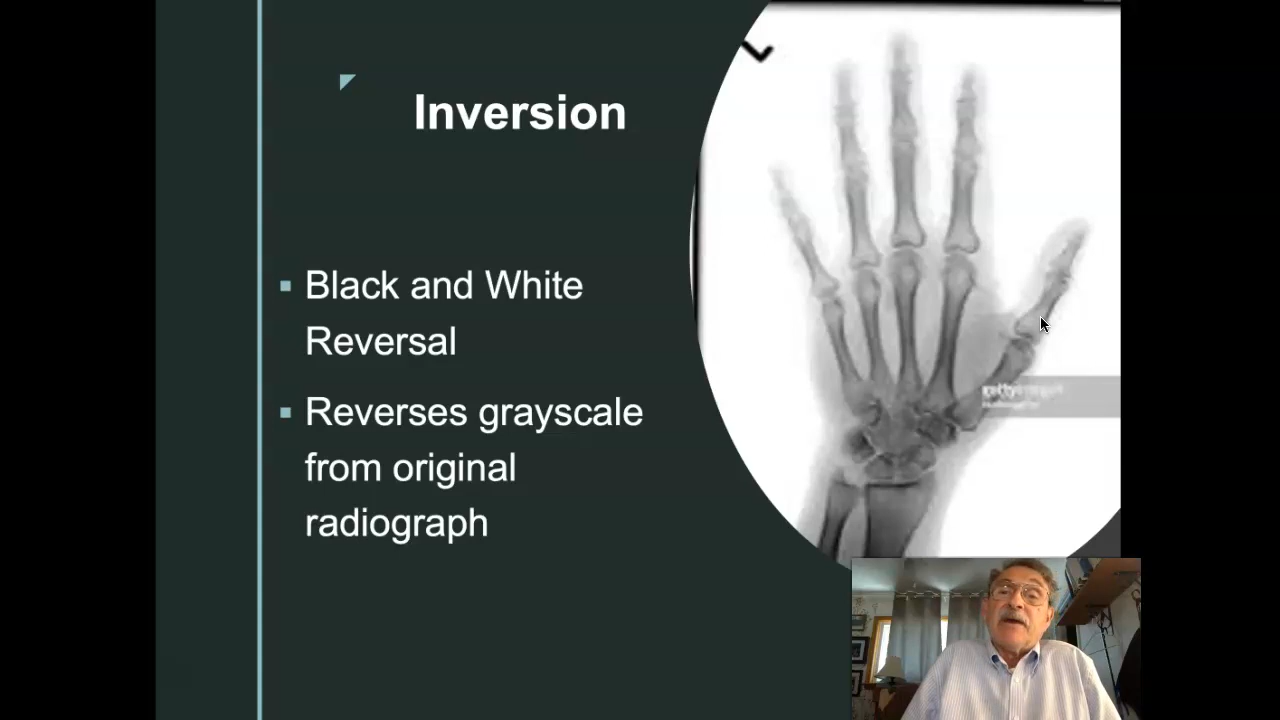 Inversion
Black and White
Reversal
Reverses grayscale
from original
radiograph